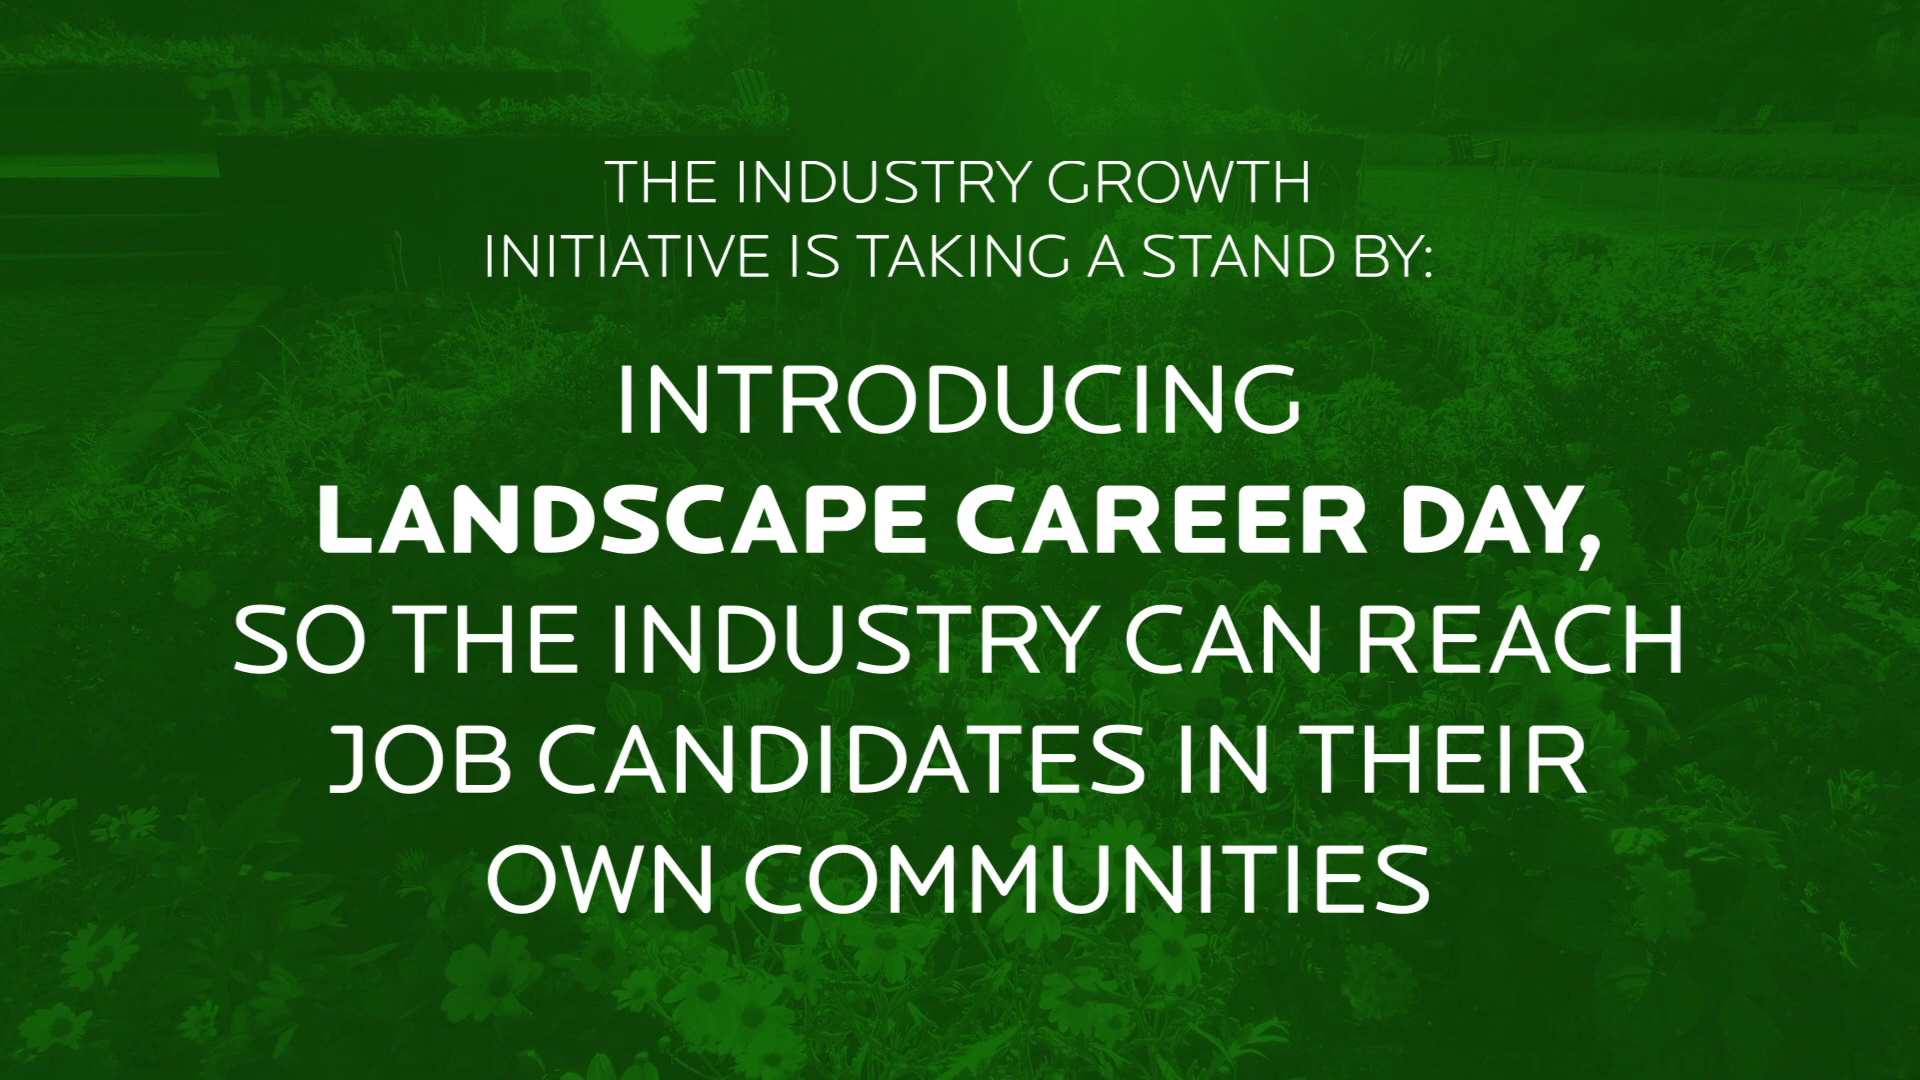 THE INDUSTRY GROWTH
INITIATIVE IS TAKING A STAND BY:
INTRODUCING
LANDSCAPE CAREER DAY,
SO THE INDUSTRY CAN REACH
JOB CANDIDATES IN THEIR
OWN COMMUNITIES